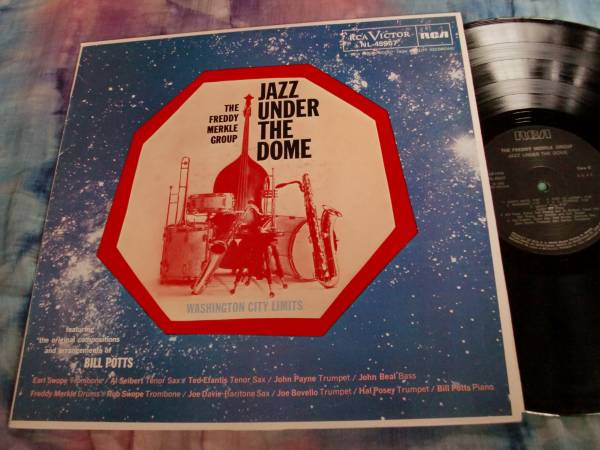 RCA VICTOR
RCA
NL-45967
JAZZ
UNDER
THE
DOME
THE
FREDDY
MERKLE
GROUP
WASHINGTON CITY LIMITS
featuring
the original compositions
and arrangements of
BILL POTTS
Earl Swope Trombone / Al Seibert Tenor Sax / Ted Efantis Tenor Sax / John Payne Trumpet / John Beal Bass
Freddy Merkle Drums / Rob Swope Trombone / Joe Davie Baritone Sax / Joe Bovello Trumpet / Hal Posey Trumpet / Bill Potts Piano
RCA
THE FREDDY MERKLE GROUP
JAZZ UNDER THE DOME